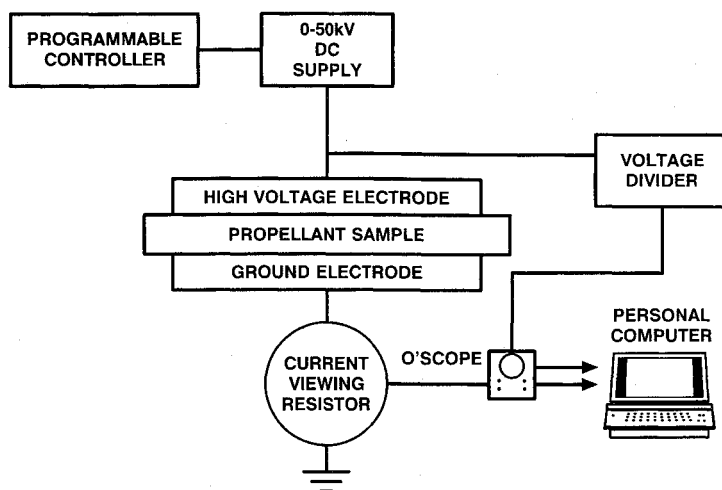 PROGRAMMABLE
CONTROLLER
0-50kV
DC
SUPPLY
VOLTAGE
DIVIDER
HIGH VOLTAGE ELECTRODE
PROPELLANT SAMPLE
GROUND ELECTRODE
CURRENT
VIEWING
RESISTOR
O'SCOPE
PERSONAL
COMPUTER